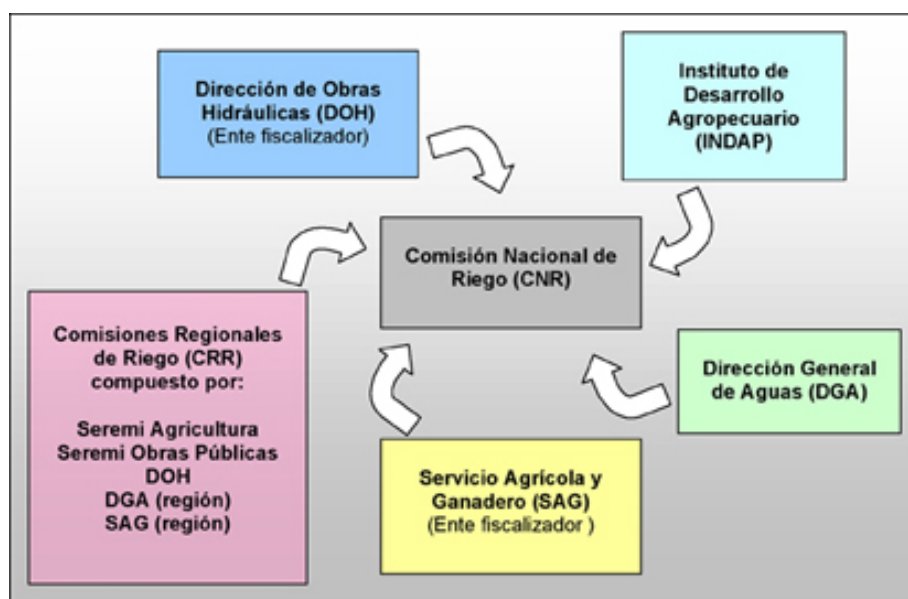 Dirección de Obras
Hidráulicas (DOH)
(Ente fiscalizador)
Instituto de
Desarrollo
Agropecuario
(INDAP)
Comisión Nacional de
Riego (CNR)
Comisiones Regionales
de Riego (CRR)
compuesto por:
Seremi Agricultura
Seremi Obras Públicas
DOH
DGA (región)
SAG (región)
Dirección General
de Aguas (DGA)
Servicio Agrícola y
Ganadero (SAG)
(Ente fiscalizador )